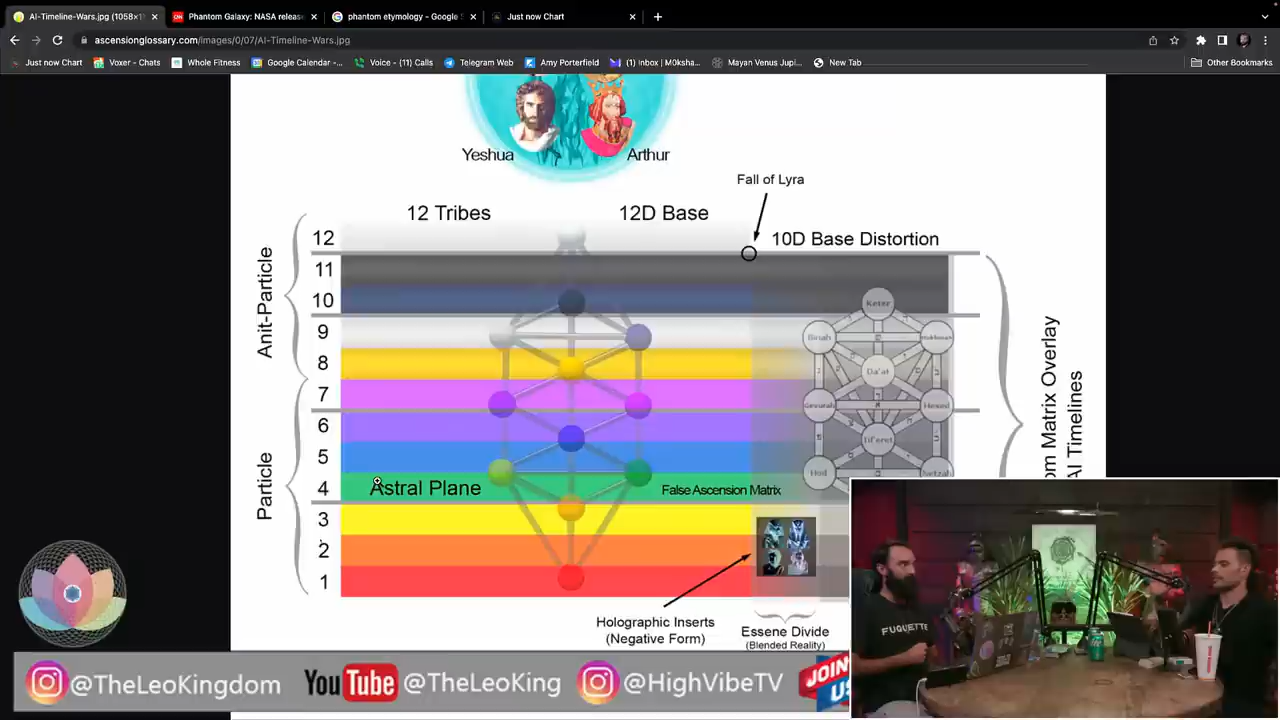 AI-Timeline-Wars.jpg (1058×1
Phantom Galaxy: NASA release
phantom etymology - Google S
Just now Chart
ascensionglossary.com/images/0/07/AI-Timeline-Wars.jpg
Just now Chart
Voxer - Chats
Whole Fitness
Google Calendar -...
Voice - (11) Calls
Telegram Web
Amy Porterfield
(1) Inbox | M0ksha...
Mayan Venus Jupi...
New Tab
Other Bookmarks
Yeshua
Arthur
Fall of Lyra
12 Tribes
12D Base
10D Base Distortion
12
11
10
9
8
7
6
5
4
3
2
1
Anit-Particle
Particle
Astral Plane
False Ascension Matrix
Keter
Binah
Da'at
Gevurah
Hesed
Tif'eret
Hod
om Matrix Overlay
AI Timelines
Holographic Inserts
(Negative Form)
Essene Divide
(Blended Reality)
FUQUETTE
@TheLeoKingdom
YouTube @TheLeoKing
@HighVibeTV
JOIN
US